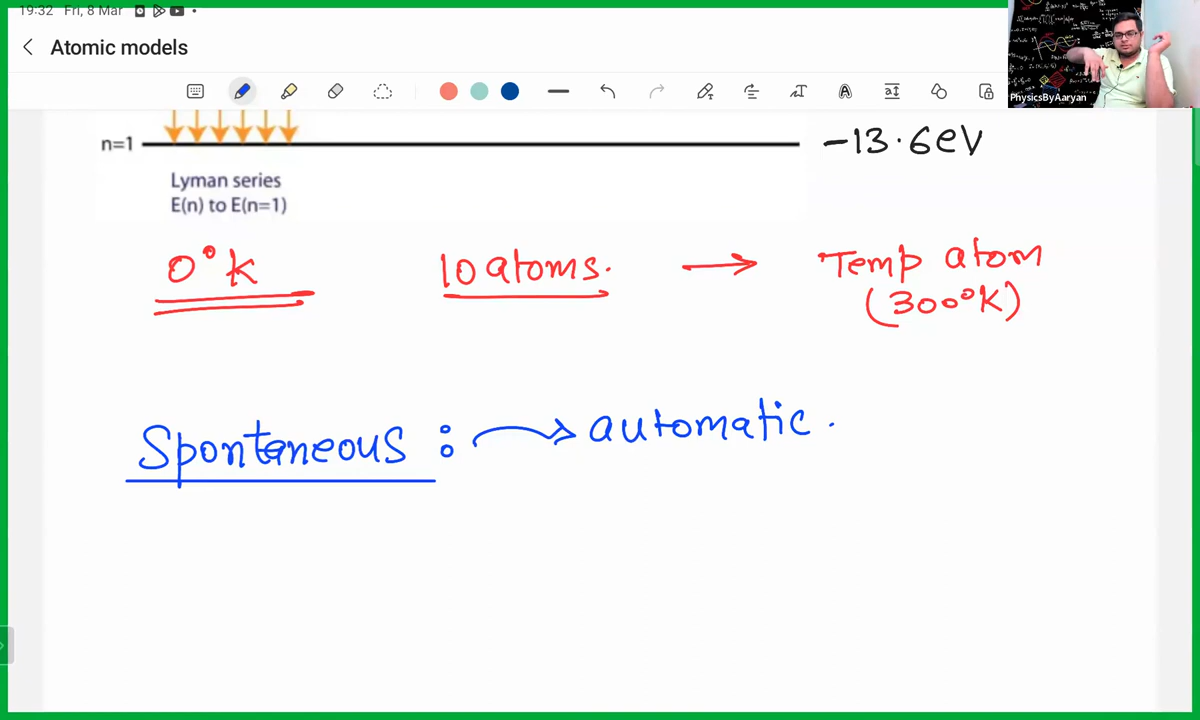 19:32 Fri, 8 Mar
Atomic models
PhysicsByAaryan
n=1
-13.6eV
Lyman series
E(n) to E(n=1)
0°K 10 atoms. → Temp atom
(300°K)
Spontaneous : → automatic.